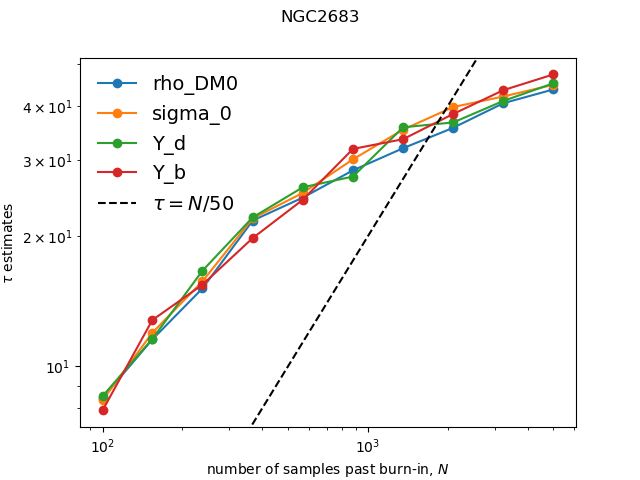 NGC2683
rho_DM0
sigma_0
Y_d
Y_b
τ = N/50
τ estimates
4 × 10¹
3 × 10¹
2 × 10¹
10¹
10²
10³
number of samples past burn-in, N